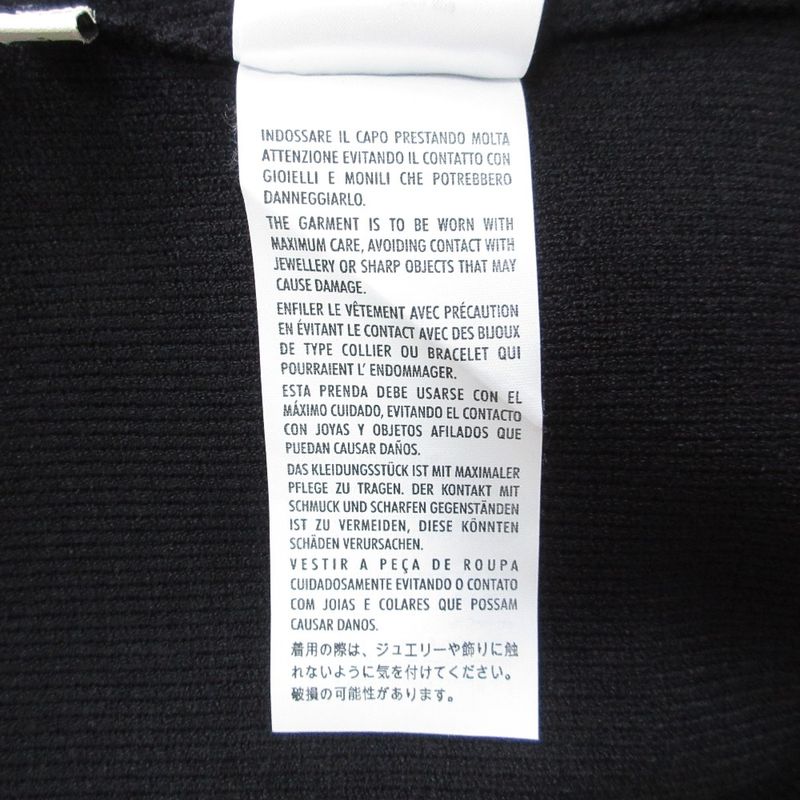 INDOSSARE IL CAPO PRESTANDO MOLTA
ATTENZIONE EVITANDO IL CONTATTO CON
GIOIELLI E MONILI CHE POTREBBERO
DANNEGGIARLO.
THE GARMENT IS TO BE WORN WITH
MAXIMUM CARE, AVOIDING CONTACT WITH
JEWELLERY OR SHARP OBJECTS THAT MAY
CAUSE DAMAGE.
ENFILER LE VÊTEMENT AVEC PRÉCAUTION
EN ÉVITANT LE CONTACT AVEC DES BIJOUX
DE TYPE COLLIER OU BRACELET QUI
POURRAIENT L' ENDOMMAGER.
ESTA PRENDA DEBE USARSE CON EL
MÁXIMO CUIDADO, EVITANDO EL CONTACTO
CON JOYAS Y OBJETOS AFILADOS QUE
PUEDAN CAUSAR DAÑOS.
DAS KLEIDUNGSSTÜCK IST MIT MAXIMALER
PFLEGE ZU TRAGEN. DER KONTAKT MIT
SCHMUCK UND SCHARFEN GEGENSTÄNDEN
IST ZU VERMEIDEN, DIESE KÖNNTEN
SCHÄDEN VERURSACHEN.
VESTIR A PEÇA DE ROUPA
CUIDADOSAMENTE EVITANDO O CONTATO
COM JOIAS E COLARES QUE POSSAM
CAUSAR DANOS.
着用の際は、ジュエリーや飾りに触
れないように気を付けてください。
破損の可能性があります。